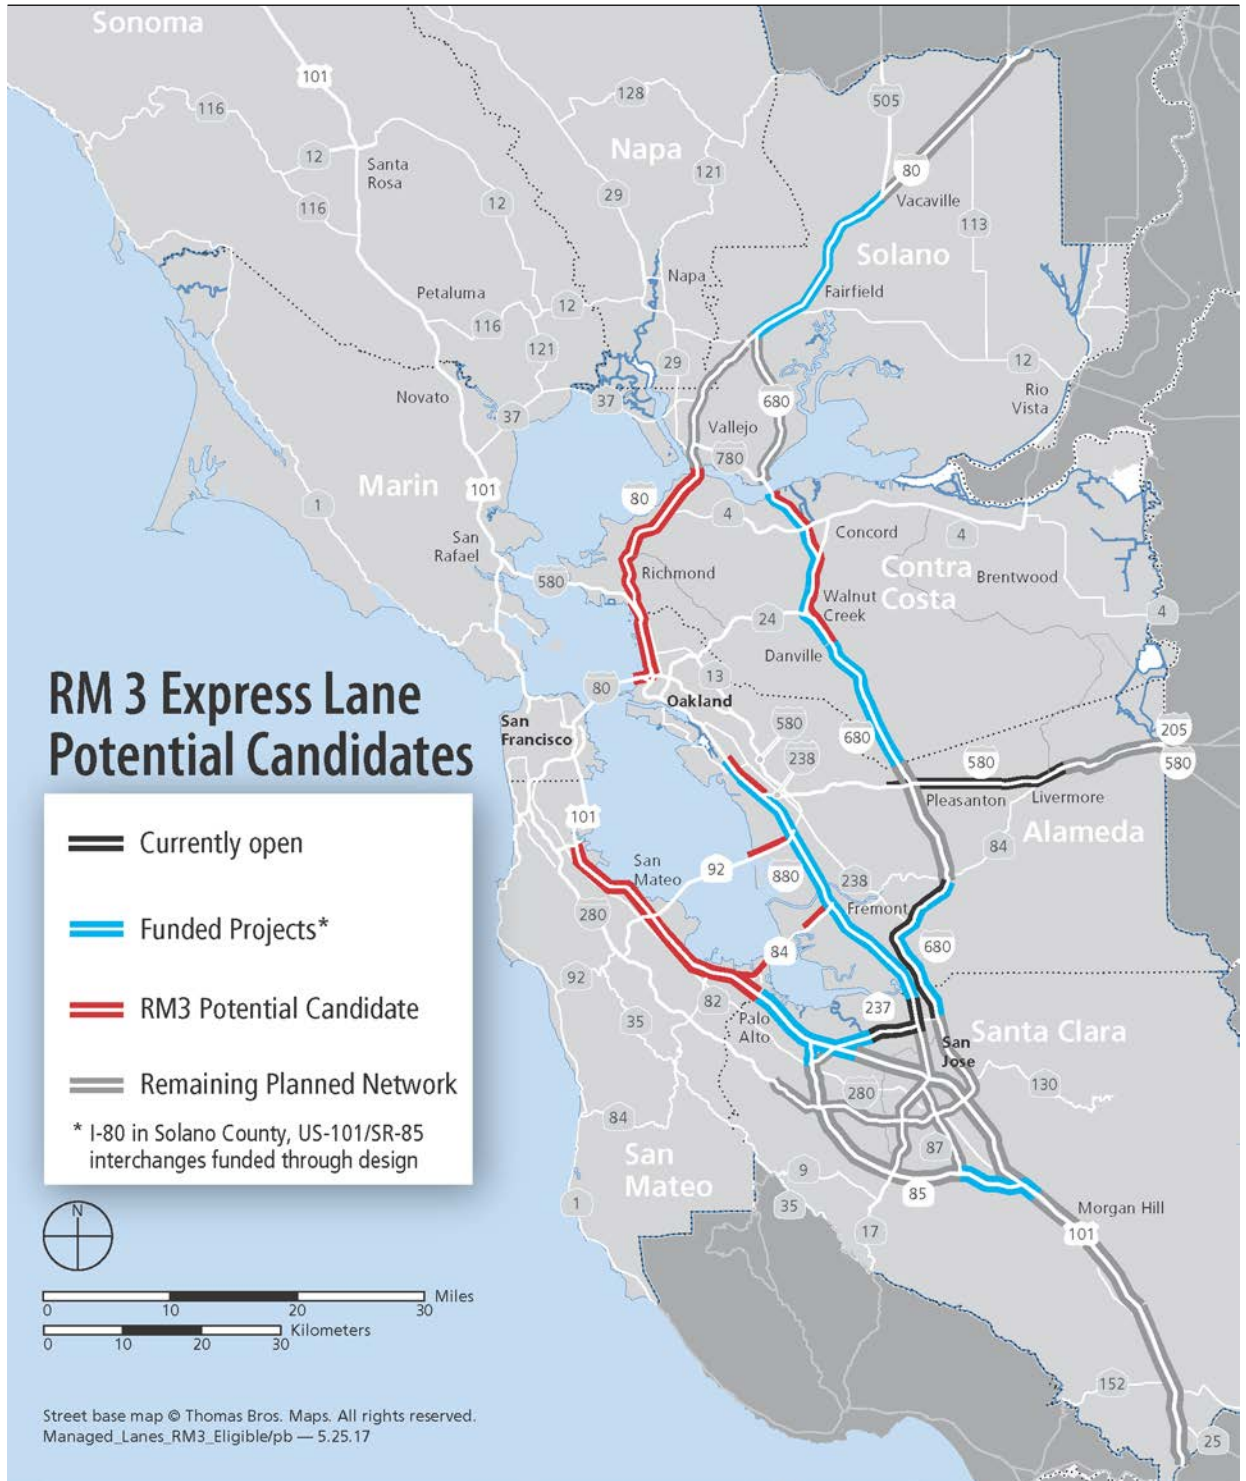 Sonoma
101
116
128
505
Napa
12
Santa
Rosa
121
80
29
Vacaville
116
12
113
Solano
Napa
Petaluma
Fairfield
12
116
121
29
12
Rio
Vista
Novato
37
37
680
Vallejo
780
Marin
101
80
1
4
Concord
4
San
Rafael
Contra
Costa
Brentwood
580
Richmond
Walnut
Creek
4
24
Danville
RM 3 Express Lane
Potential Candidates
80
13
Oakland
San
Francisco
580
680
205
238
580
580
Pleasanton
Livermore
Alameda
Currently open
101
84
San
Mateo
92
880
238
Funded Projects*
280
Fremont
680
84
92
RM3 Potential Candidate
82
237
35
Palo
Alto
San
Jose
Santa Clara
Remaining Planned Network
280
130
84
* I-80 in Solano County, US-101/SR-85
interchanges funded through design
87
San
Mateo
9
85
1
35
Morgan Hill
17
101
N
Miles
0 10 20 30
Kilometers
0 10 20 30
152
Street base map © Thomas Bros. Maps. All rights reserved.
Managed_Lanes_RM3_Eligible/pb — 5.25.17
25